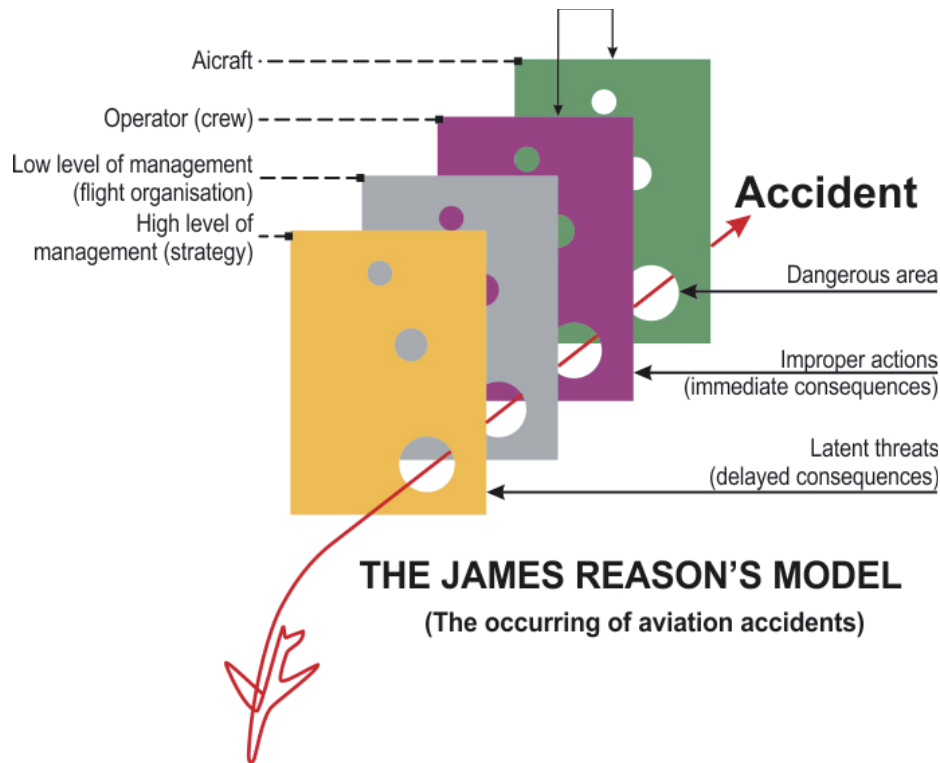 Aicraft
Operator (crew)
Low level of management
(flight organisation)
High level of
management (strategy)
Accident
Dangerous area
Improper actions
(immediate consequences)
Latent threats
(delayed consequences)
THE JAMES REASON’S MODEL
(The occurring of aviation accidents)